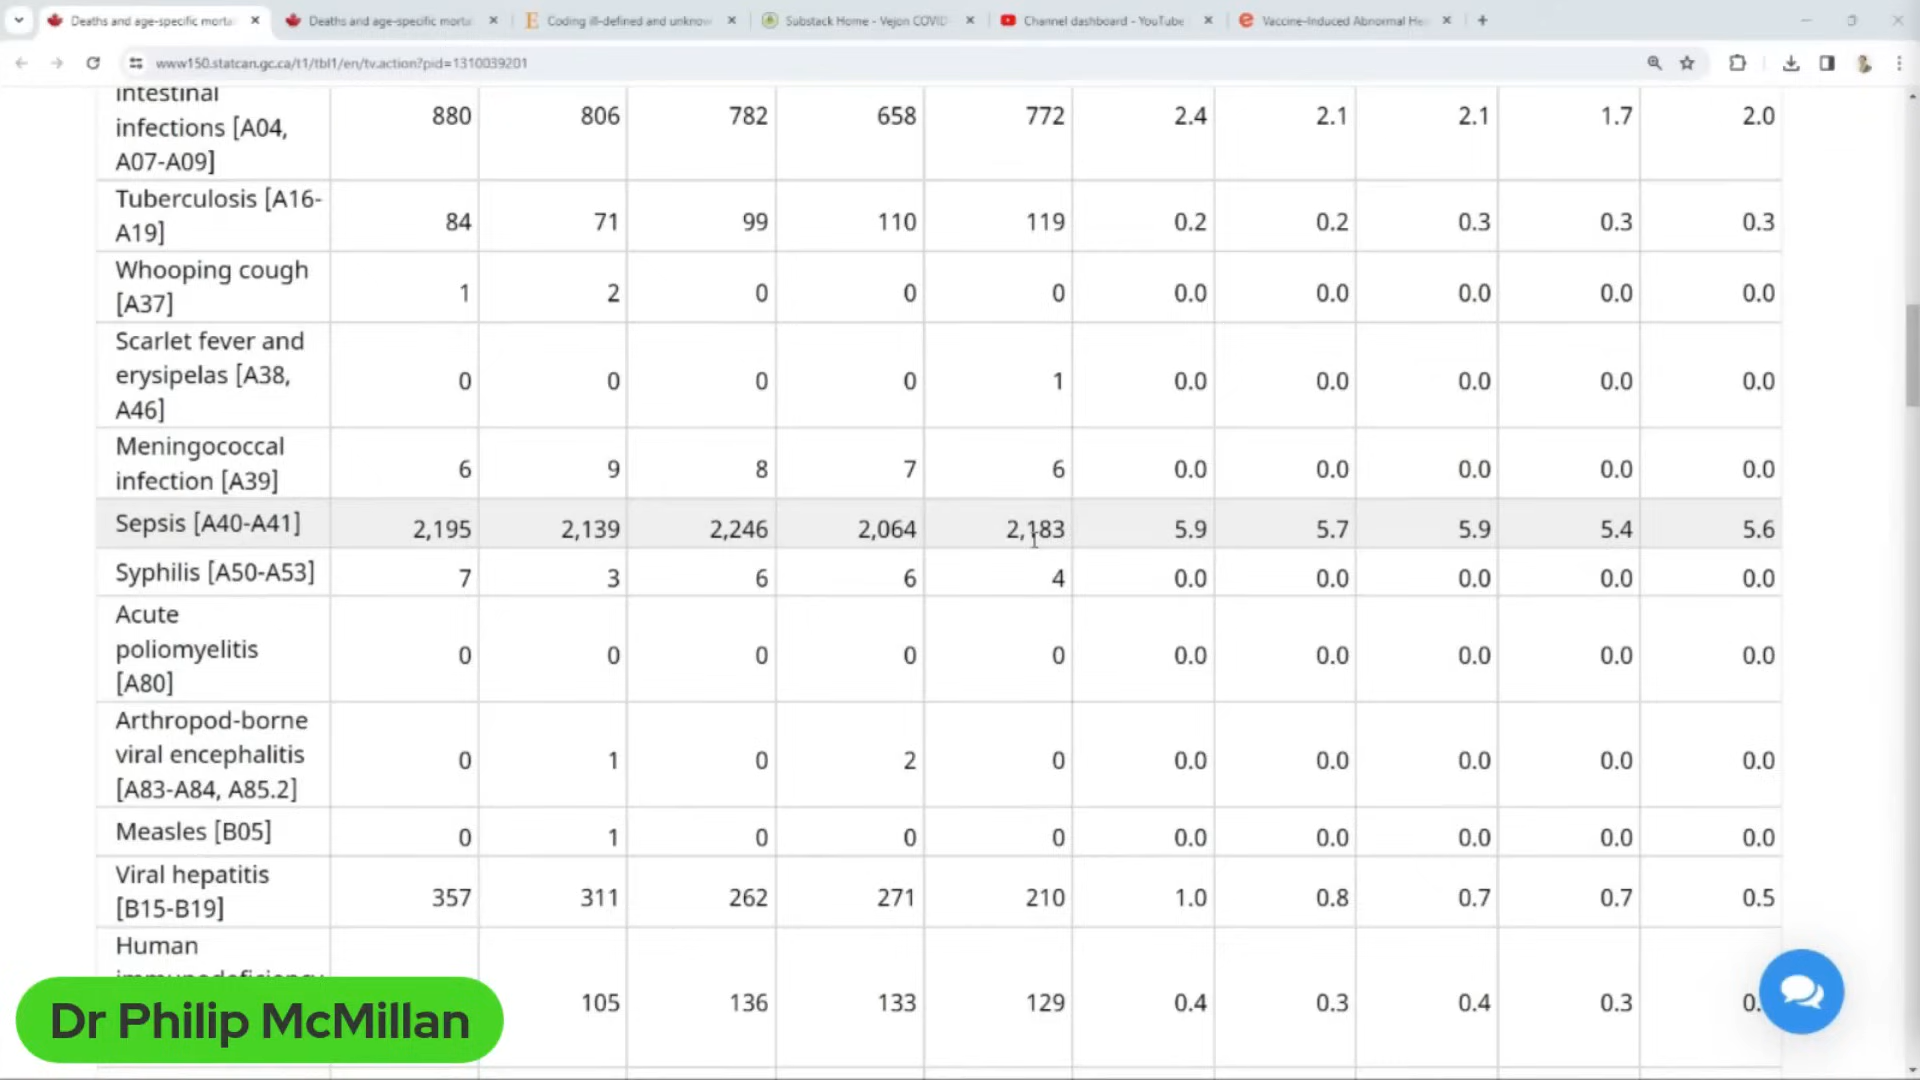 Deaths and age-specific morta
Deaths and age-specific morta
Coding ill-defined and unknow
Substack Home - Vejon COVID
Channel dashboard - YouTube
Vaccine-Induced Abnormal He
www150.statcan.gc.ca/t1/tbl1/en/tv.action?pid=1310039201
intestinal
infections [A04, 880 806 782 658 772 2.4 2.1 2.1 1.7 2.0
A07-A09]
Tuberculosis [A16-
A19] 84 71 99 110 119 0.2 0.2 0.3 0.3 0.3
Whooping cough
[A37] 1 2 0 0 0 0.0 0.0 0.0 0.0 0.0
Scarlet fever and
erysipelas [A38, 0 0 0 0 1 0.0 0.0 0.0 0.0 0.0
A46]
Meningococcal
infection [A39] 6 9 8 7 6 0.0 0.0 0.0 0.0 0.0
Sepsis [A40-A41] 2,195 2,139 2,246 2,064 2,183 5.9 5.7 5.9 5.4 5.6
Syphilis [A50-A53] 7 3 6 6 4 0.0 0.0 0.0 0.0 0.0
Acute
poliomyelitis 0 0 0 0 0 0.0 0.0 0.0 0.0 0.0
[A80]
Arthropod-borne
viral encephalitis 0 1 0 2 0 0.0 0.0 0.0 0.0 0.0
[A83-A84, A85.2]
Measles [B05] 0 1 0 0 0 0.0 0.0 0.0 0.0 0.0
Viral hepatitis
[B15-B19] 357 311 262 271 210 1.0 0.8 0.7 0.7 0.5
Human
105 136 133 129 0.4 0.3 0.4 0.3 0.
Dr Philip McMillan